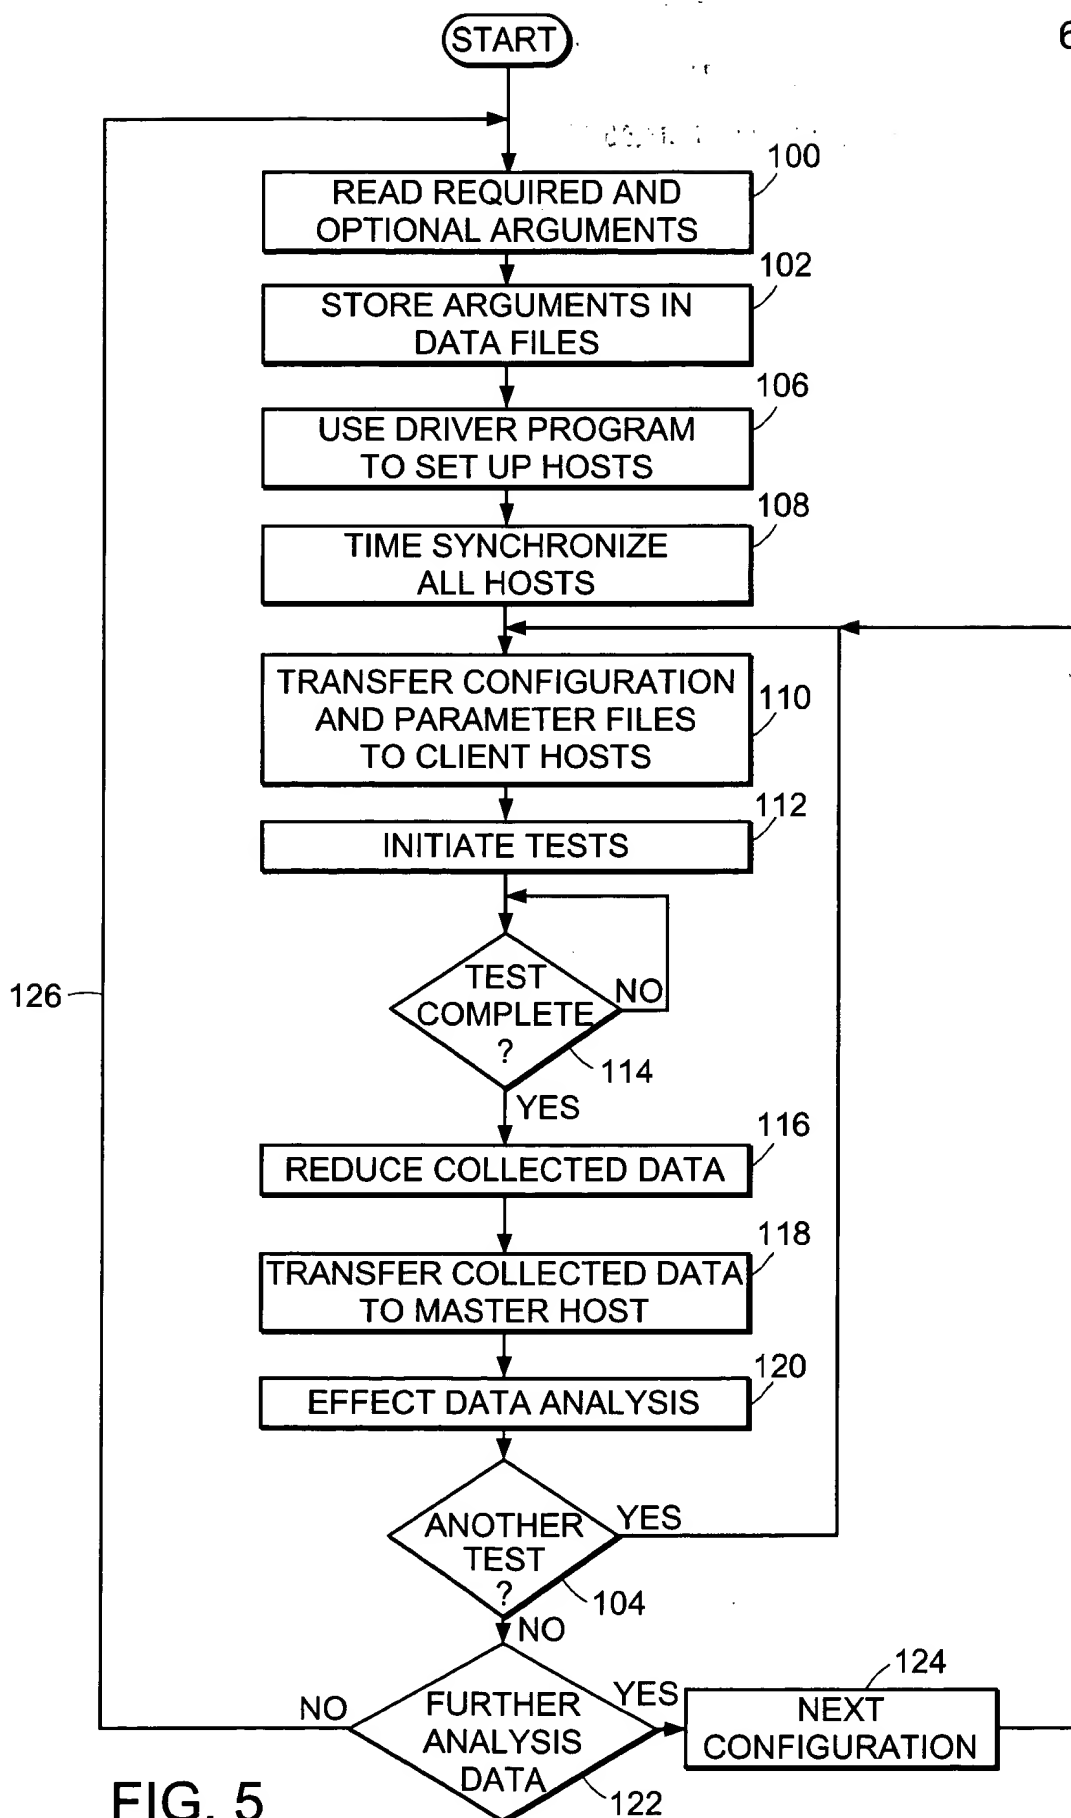 START
6
100
READ REQUIRED AND
OPTIONAL ARGUMENTS
102
STORE ARGUMENTS IN
DATA FILES
106
USE DRIVER PROGRAM
TO SET UP HOSTS
108
TIME SYNCHRONIZE
ALL HOSTS
110
TRANSFER CONFIGURATION
AND PARAMETER FILES
TO CLIENT HOSTS
112
INITIATE TESTS
TEST
COMPLETE
?
NO
114
126
YES
116
REDUCE COLLECTED DATA
118
TRANSFER COLLECTED DATA
TO MASTER HOST
120
EFFECT DATA ANALYSIS
ANOTHER
TEST
?
YES
104
NO
FURTHER
ANALYSIS
DATA
NO
YES
122
124
NEXT
CONFIGURATION
FIG. 5